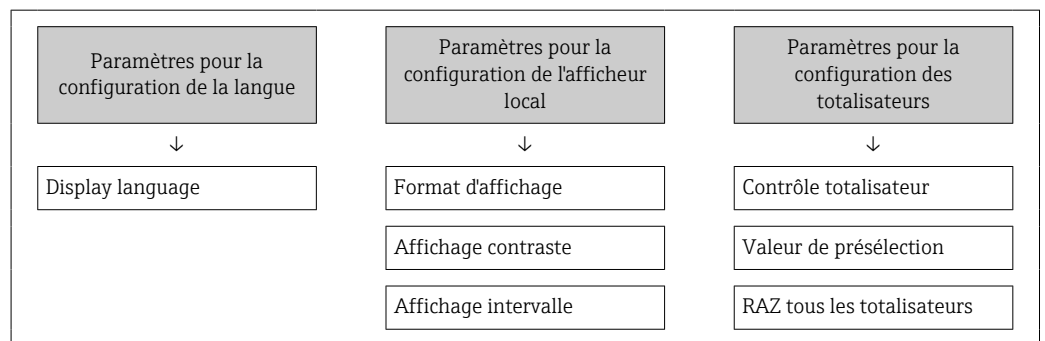 Paramètres pour la
configuration de la langue
↓
Display language
Paramètres pour la
configuration de l'afficheur
local
↓
Format d'affichage
Affichage contraste
Affichage intervalle
Paramètres pour la
configuration des
totalisateurs
↓
Contrôle totalisateur
Valeur de présélection
RAZ tous les totalisateurs